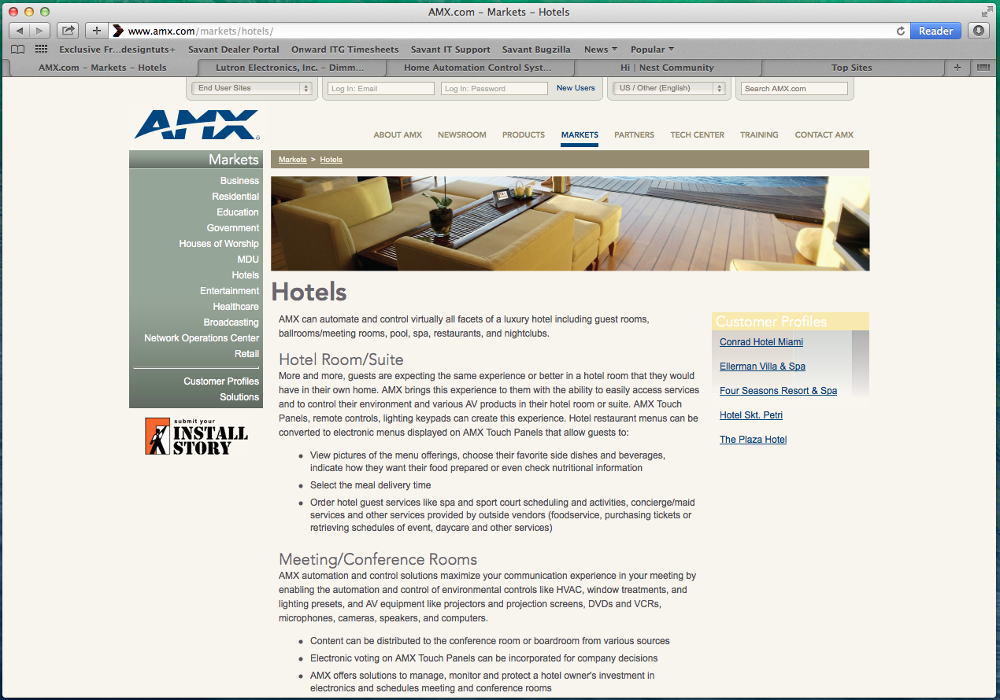 AMX.com – Markets – Hotels
www.amx.com/markets/hotels/
Reader
Exclusive Fr...designtuts+ Savant Dealer Portal Onward ITG Timesheets Savant IT Support Savant Bugzilla News Popular
AMX.com – Markets – Hotels Lutron Electronics, Inc. – Dimm... Home Automation Control Syst... Hi | Nest Community Top Sites
End User Sites Log In: Email Log In: Password New Users US / Other (English) Search AMX.com
AMX
ABOUT AMX NEWSROOM PRODUCTS MARKETS PARTNERS TECH CENTER TRAINING CONTACT AMX
Markets
Business
Residential
Education
Government
Houses of Worship
MDU
Hotels
Entertainment
Healthcare
Broadcasting
Network Operations Center
Retail
Customer Profiles
Solutions
submit your
INSTALL
STORY
Markets > Hotels
Hotels
AMX can automate and control virtually all facets of a luxury hotel including guest rooms,
ballrooms/meeting rooms, pool, spa, restaurants, and nightclubs.
Hotel Room/Suite
More and more, guests are expecting the same experience or better in a hotel room that they would
have in their own home. AMX brings this experience to them with the ability to easily access services
and to control their environment and various AV products in their hotel room or suite. AMX Touch
Panels, remote controls, lighting keypads can create this experience. Hotel restaurant menus can be
converted to electronic menus displayed on AMX Touch Panels that allow guests to:
• View pictures of the menu offerings, choose their favorite side dishes and beverages,
indicate how they want their food prepared or even check nutritional information
• Select the meal delivery time
• Order hotel guest services like spa and sport court scheduling and activities, concierge/maid
services and other services provided by outside vendors (foodservice, purchasing tickets or
retrieving schedules of event, daycare and other services)
Meeting/Conference Rooms
AMX automation and control solutions maximize your communication experience in your meeting by
enabling the automation and control of environmental controls like HVAC, window treatments, and
lighting presets, and AV equipment like projectors and projection screens, DVDs and VCRs,
microphones, cameras, speakers, and computers.
• Content can be distributed to the conference room or boardroom from various sources
• Electronic voting on AMX Touch Panels can be incorporated for company decisions
• AMX offers solutions to manage, monitor and protect a hotel owner's investment in
electronics and schedules meeting and conference rooms
Customer Profiles
Conrad Hotel Miami
Ellerman Villa & Spa
Four Seasons Resort & Spa
Hotel Skt. Petri
The Plaza Hotel